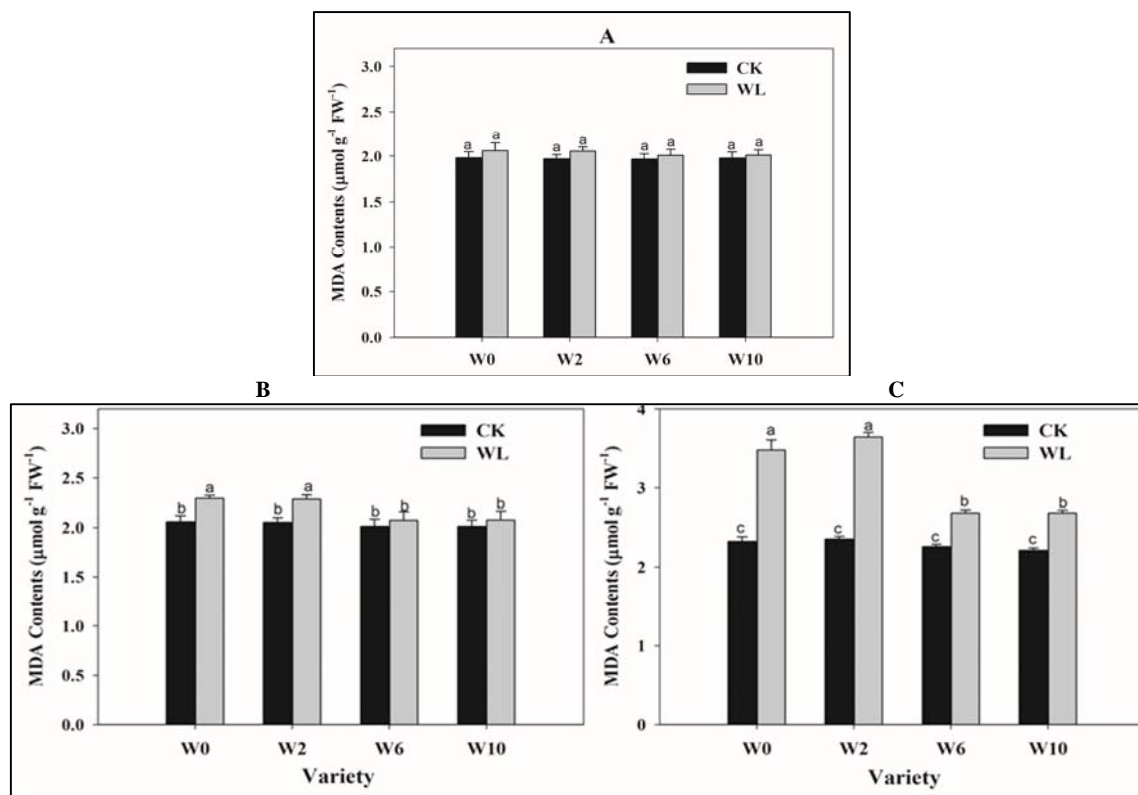 A
MDA Contents (µmol g⁻¹ FW⁻¹)
3.0
2.5
2.0
1.5
1.0
0.5
0.0
CK
WL
a a a a a a a a
W0 W2 W6 W10
B
MDA Contents (µmol g⁻¹ FW⁻¹)
3.0
2.5
2.0
1.5
1.0
0.5
0.0
CK
WL
b a b a b b b b
W0 W2 W6 W10
Variety
C
MDA Contents (µmol g⁻¹ FW⁻¹)
4
3
2
1
0
CK
WL
c a c a c b c b
W0 W2 W6 W10
Variety